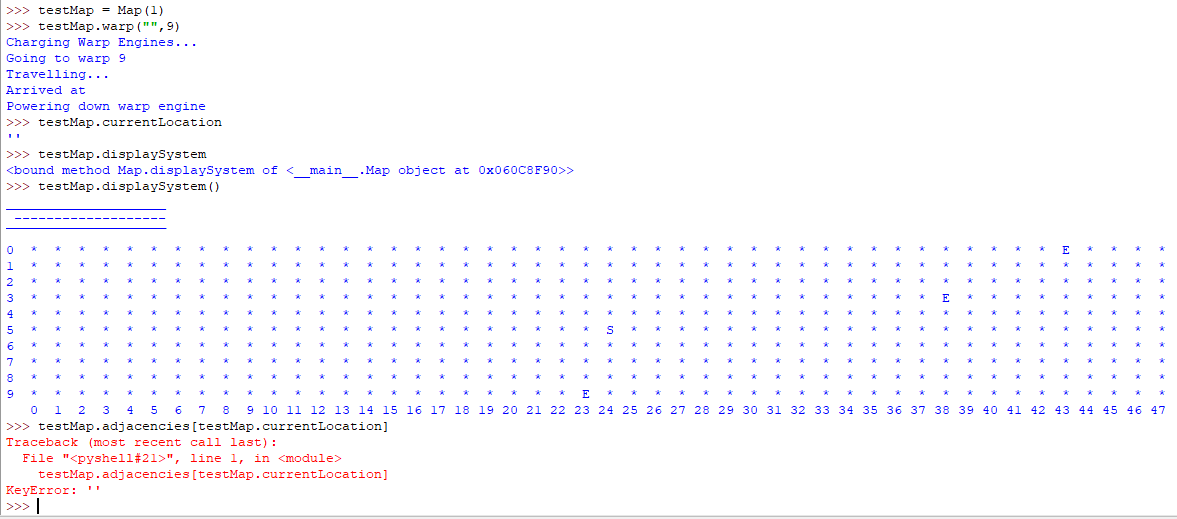 >>> testMap = Map(1)
>>> testMap.warp("",9)
Charging Warp Engines...
Going to warp 9
Travelling...
Arrived at
Powering down warp engine
>>> testMap.currentLocation
''
>>> testMap.displaySystem
<bound method Map.displaySystem of <__main__.Map object at 0x060C8F90>>
>>> testMap.displaySystem()
____________________
-------------------
____________________
0 * * * * * * * * * * * * * * * * * * * * * * * * * * * * * * * * * * * * * * * * * * * E * * * *
1 * * * * * * * * * * * * * * * * * * * * * * * * * * * * * * * * * * * * * * * * * * * * * * * *
2 * * * * * * * * * * * * * * * * * * * * * * * * * * * * * * * * * * * * * * * * * * * * * * * *
3 * * * * * * * * * * * * * * * * * * * * * * * * * * * * * * * * * * * * * * E * * * * * * * * *
4 * * * * * * * * * * * * * * * * * * * * * * * * * * * * * * * * * * * * * * * * * * * * * * * *
5 * * * * * * * * * * * * * * * * * * * * * * * * S * * * * * * * * * * * * * * * * * * * * * * *
6 * * * * * * * * * * * * * * * * * * * * * * * * * * * * * * * * * * * * * * * * * * * * * * * *
7 * * * * * * * * * * * * * * * * * * * * * * * * * * * * * * * * * * * * * * * * * * * * * * * *
8 * * * * * * * * * * * * * * * * * * * * * * * * * * * * * * * * * * * * * * * * * * * * * * * *
9 * * * * * * * * * * * * * * * * * * * * * * * E * * * * * * * * * * * * * * * * * * * * * * * *
0 1 2 3 4 5 6 7 8 9 10 11 12 13 14 15 16 17 18 19 20 21 22 23 24 25 26 27 28 29 30 31 32 33 34 35 36 37 38 39 40 41 42 43 44 45 46 47
>>> testMap.adjacencies[testMap.currentLocation]
Traceback (most recent call last):
  File "<pyshell#21>", line 1, in <module>
    testMap.adjacencies[testMap.currentLocation]
KeyError: ''
>>>